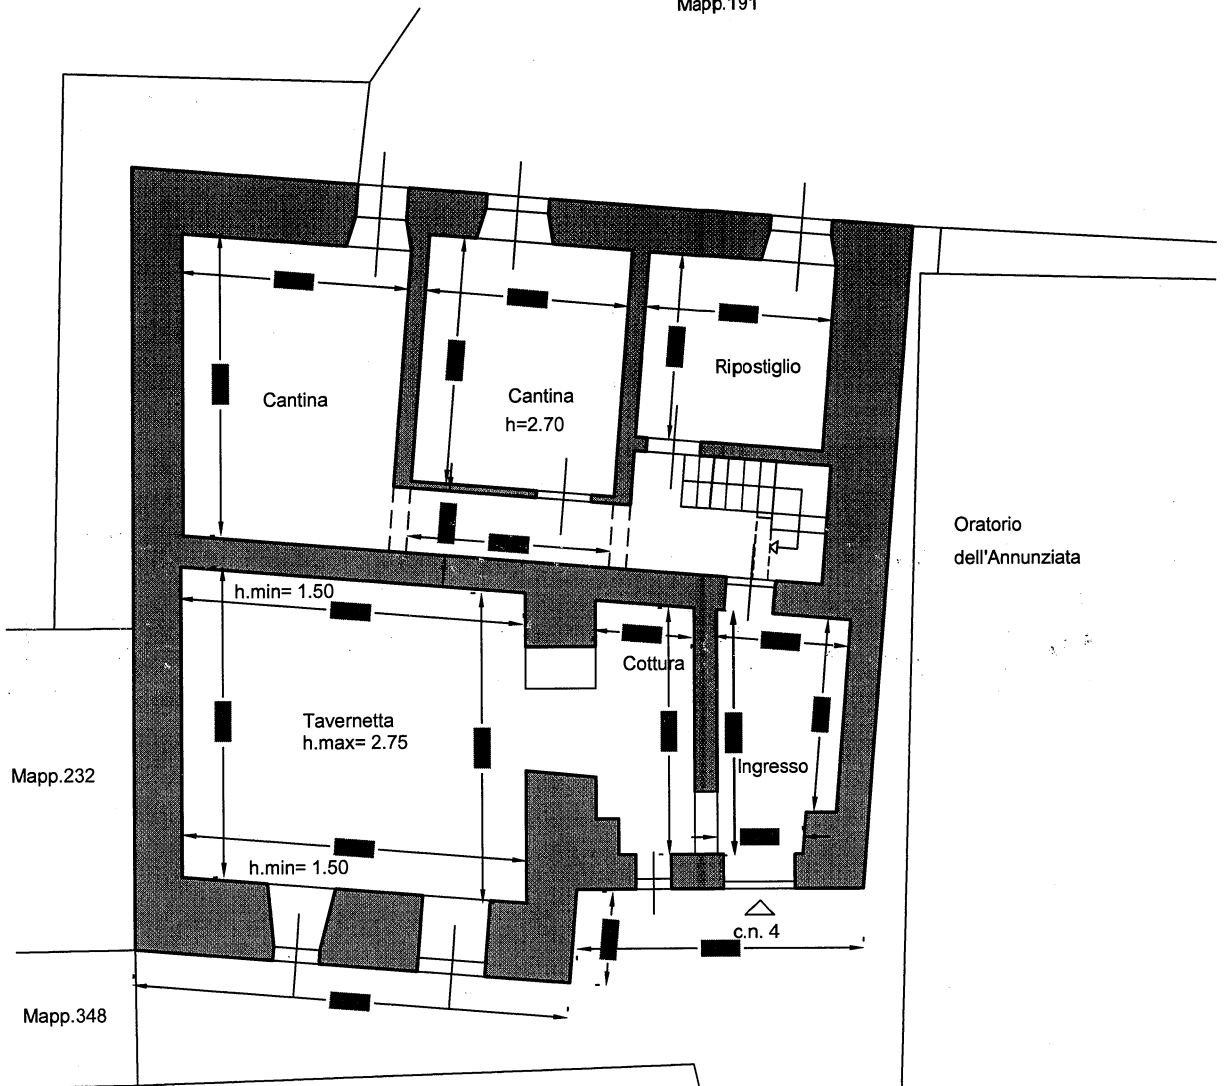 Mapp.191
Ripostiglio
Cantina
Cantina
h=2.70
Oratorio
dell'Annunziata
h.min= 1.50
Cottura
Tavernetta
h.max= 2.75
Ingresso
Mapp.232
h.min= 1.50
c.n. 4
Mapp.348